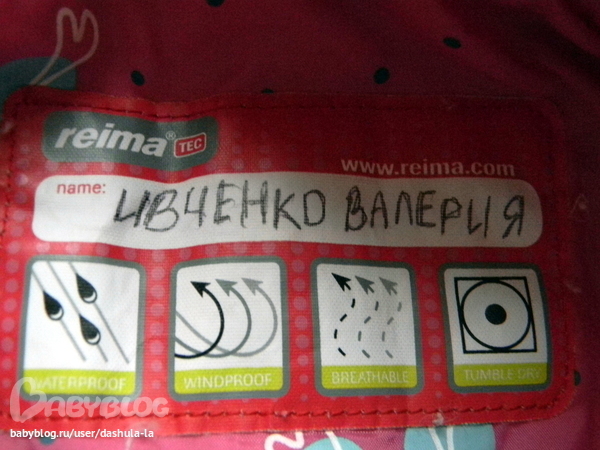 reima® TEC
www.reima.com
name: ИВЧЕНКО ВАЛЕРИЯ
WATERPROOF WINDPROOF BREATHABLE TUMBLE DRY
BABYBLOG
babyblog.ru/user/dashula-la